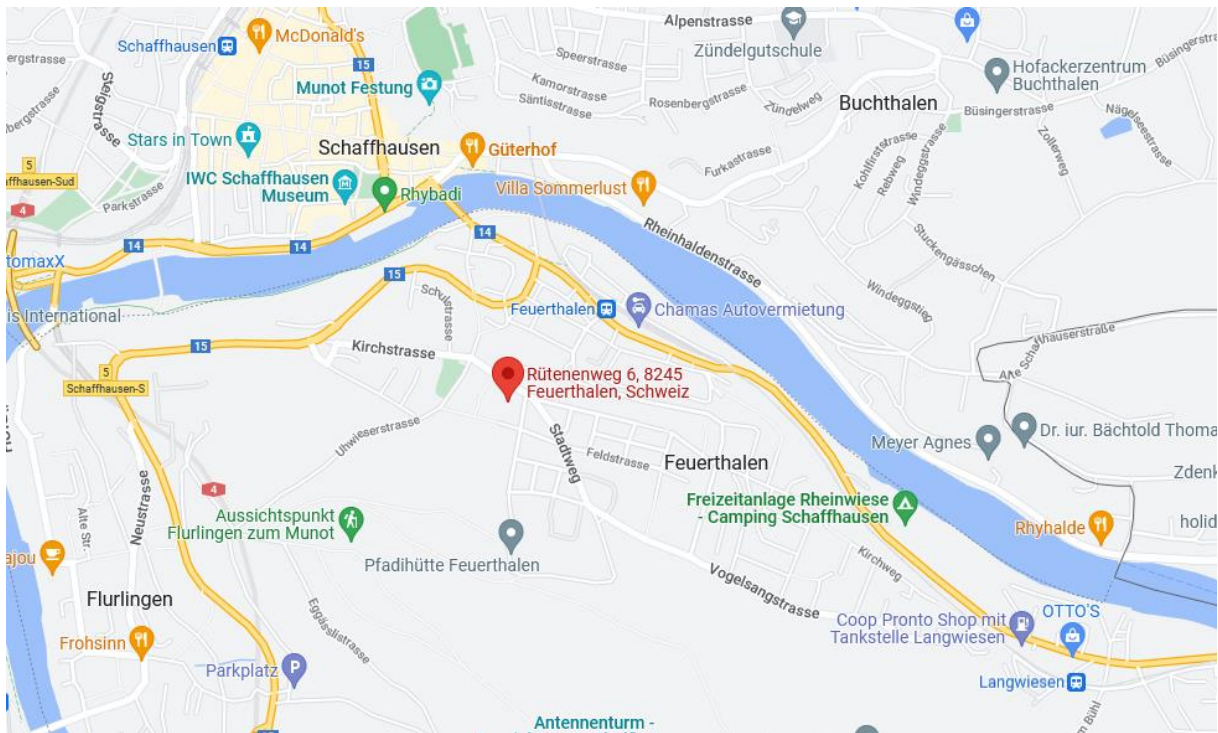 Alpenstrasse
Schaffhausen
McDonald's
15
Zündelgutschule
Speerstrasse
Hofackerzentrum
Buchthalen
Büsingerstrasse
Steigstrasse
Munot Festung
Kamorstrasse
Säntisstrasse
Rosenbergstrasse
Zündelweg
Buchthalen
Büsingerstrasse
Nägelseestrasse
Stars in Town
Schaffhausen
Güterhof
Furkastrasse
Kohlfirststrasse
Rebweg
Windeggstrasse
Zollerweg
5
ffhausen-Sud
IWC Schaffhausen
Museum
Rhybadi
Villa Sommerlust
4
Parkstrasse
Rheinhaldenstrasse
Stuckengässchen
14
14
14
tomaxX
15
Windeggstieg
is International
Schulstrasse
Feuerthalen
Chamas Autovermietung
15
Kirchstrasse
Alte Schaffhauserstraße
5
Schaffhausen-S
Rütenenweg 6, 8245
Feuerthalen, Schweiz
Uhwieserstrasse
Stadtweg
Feldstrasse
Feuerthalen
Meyer Agnes
Dr. iur. Bächtold Thoma
Zdenk
4
Neustrasse
Alte Str.
Aussichtspunkt
Flurlingen zum Munot
Freizeitanlage Rheinwiese
- Camping Schaffhausen
Rhyhalde
holid
ajou
Pfadihütte Feuerthalen
Kirchweg
Vogelsangstrasse
Flurlingen
Eggässlistrasse
Coop Pronto Shop mit
Tankstelle Langwiesen
OTTO'S
Frohsinn
Parkplatz
P
Langwiesen
Antennenturm -
m Bühl